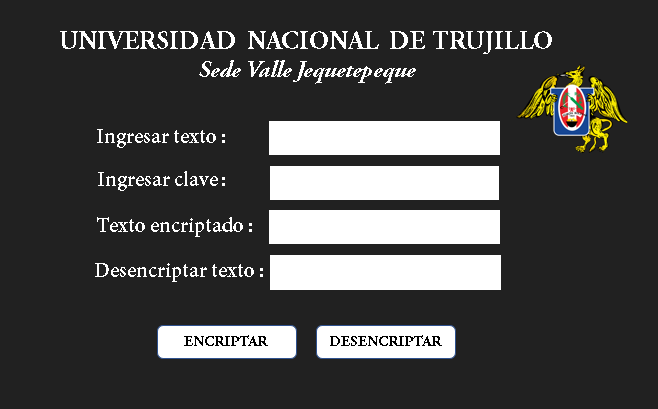 UNIVERSIDAD NACIONAL DE TRUJILLO
Sede Valle Jequetepeque
Ingresar texto :
Ingresar clave :
Texto encriptado :
Desencriptar texto :
ENCRIPTAR DESENCRIPTAR